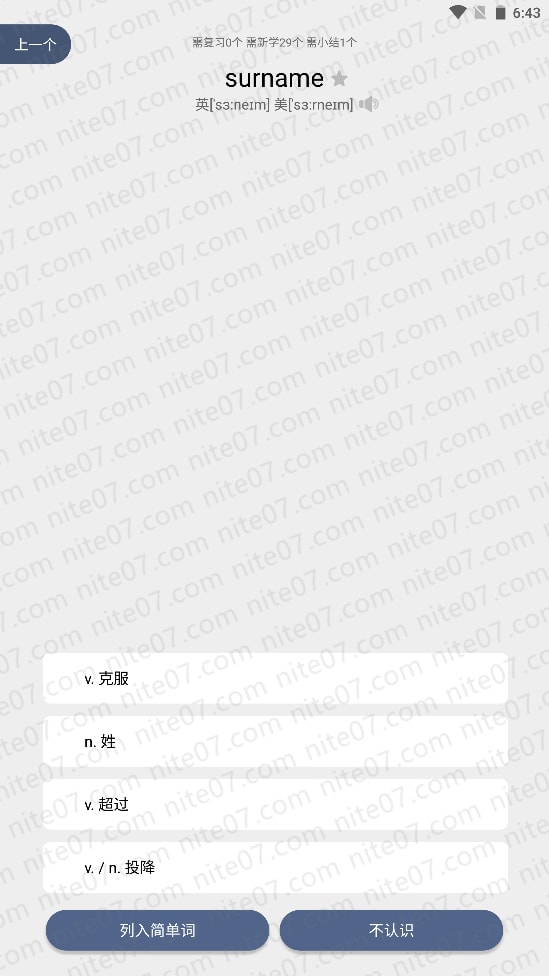 6:43
上一个
需复习0个 需新学29个 需小结1个
surname
英['sɜːneɪm] 美['sɜːrneɪm]
v. 克服
n. 姓
v. 超过
v. / n. 投降
列入简单词
不认识
nite07.com